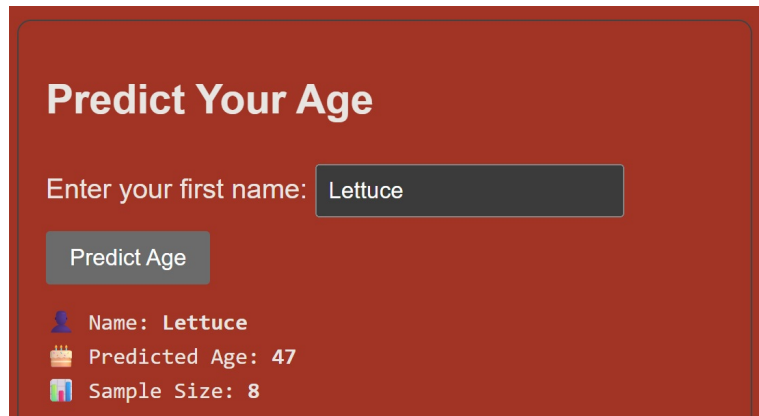 Predict Your Age
Enter your first name: Lettuce
Predict Age
Name: Lettuce
Predicted Age: 47
Sample Size: 8